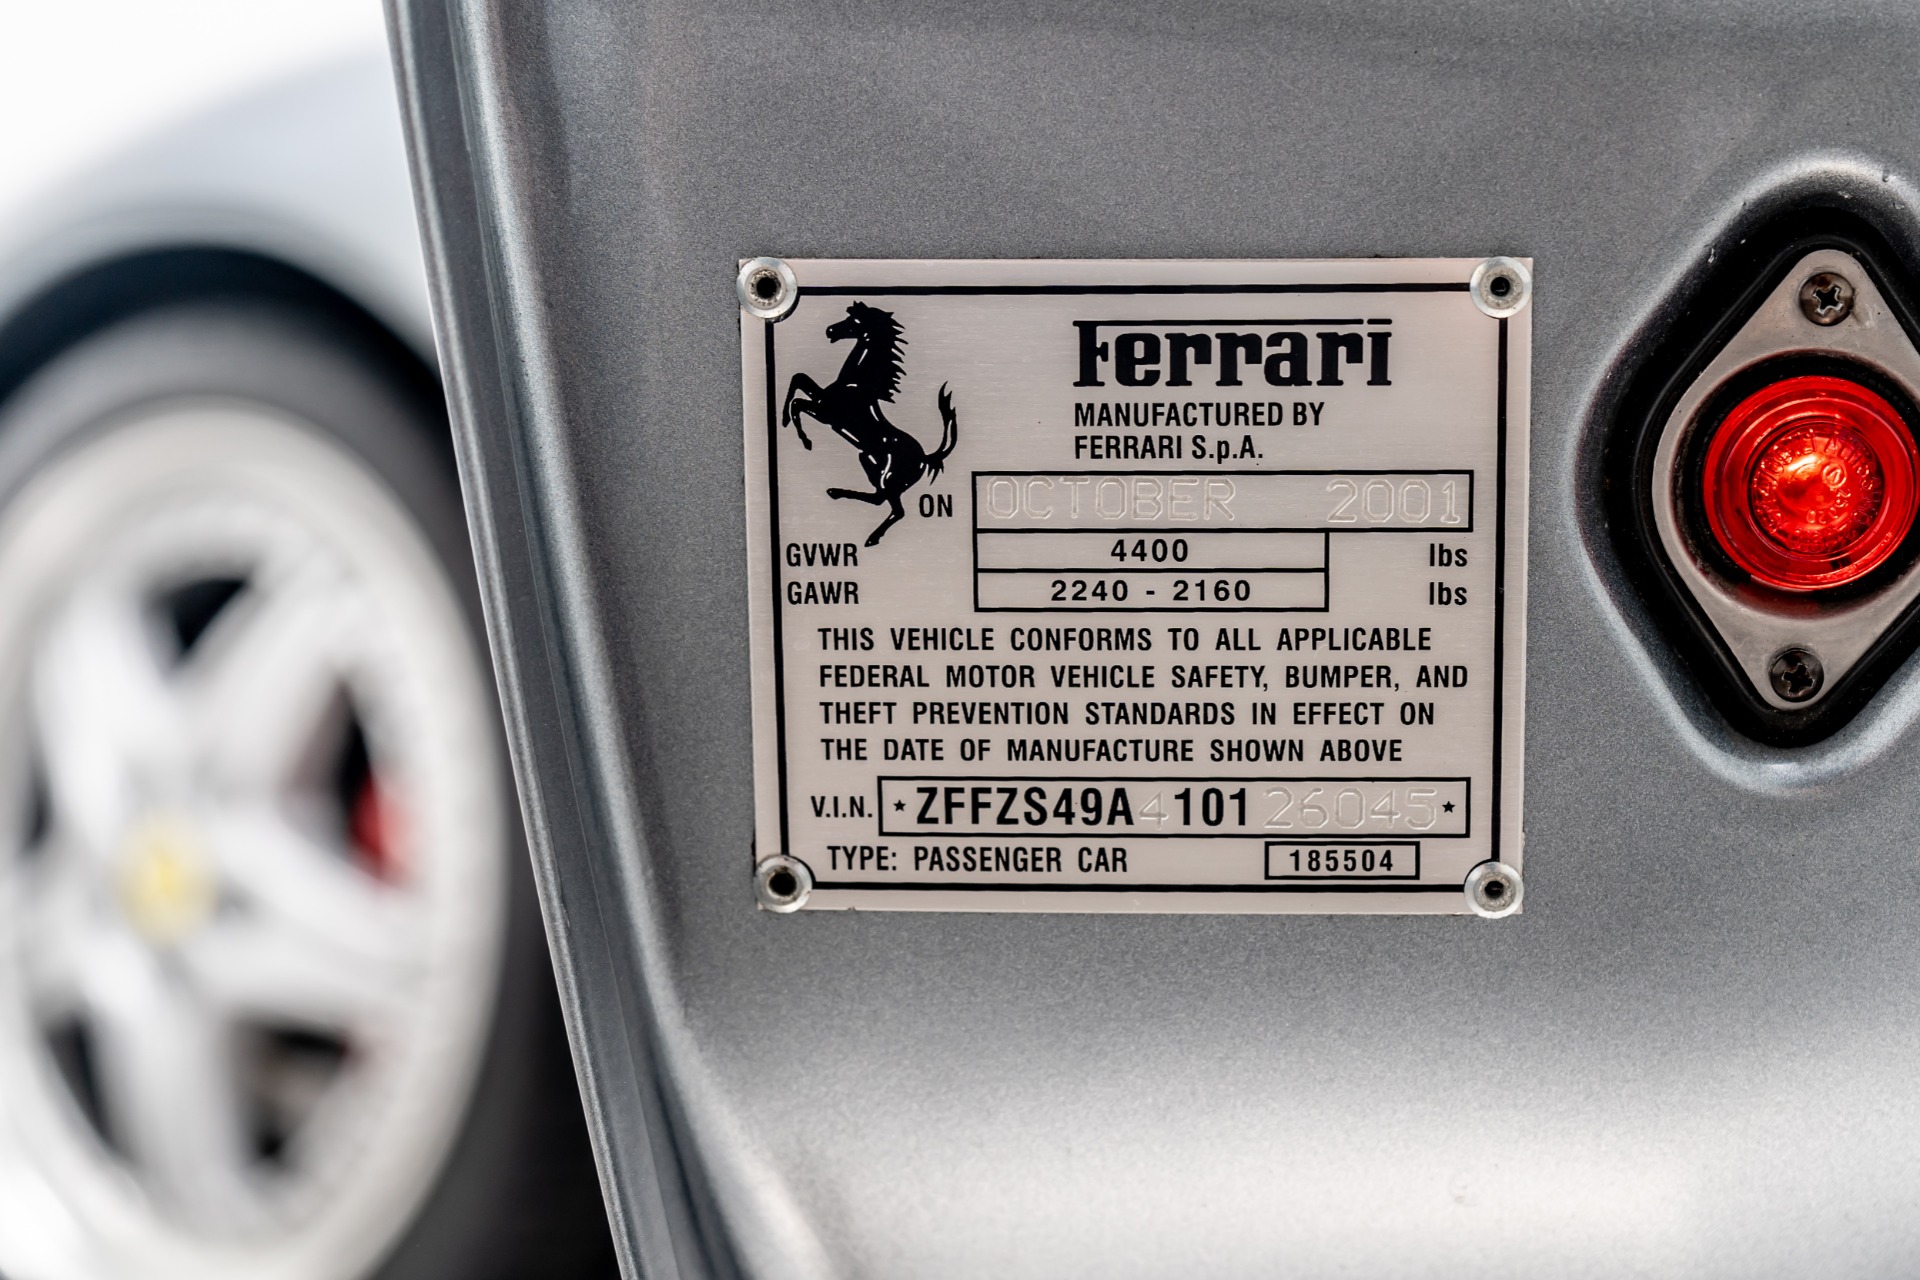 Ferrari
MANUFACTURED BY
FERRARI S.p.A.
ON OCTOBER 2001
GVWR 4400 lbs
GAWR 2240 - 2160 lbs
THIS VEHICLE CONFORMS TO ALL APPLICABLE
FEDERAL MOTOR VEHICLE SAFETY, BUMPER, AND
THEFT PREVENTION STANDARDS IN EFFECT ON
THE DATE OF MANUFACTURE SHOWN ABOVE
V.I.N. ★ ZFFZS49A410126045 ★
TYPE: PASSENGER CAR 185504